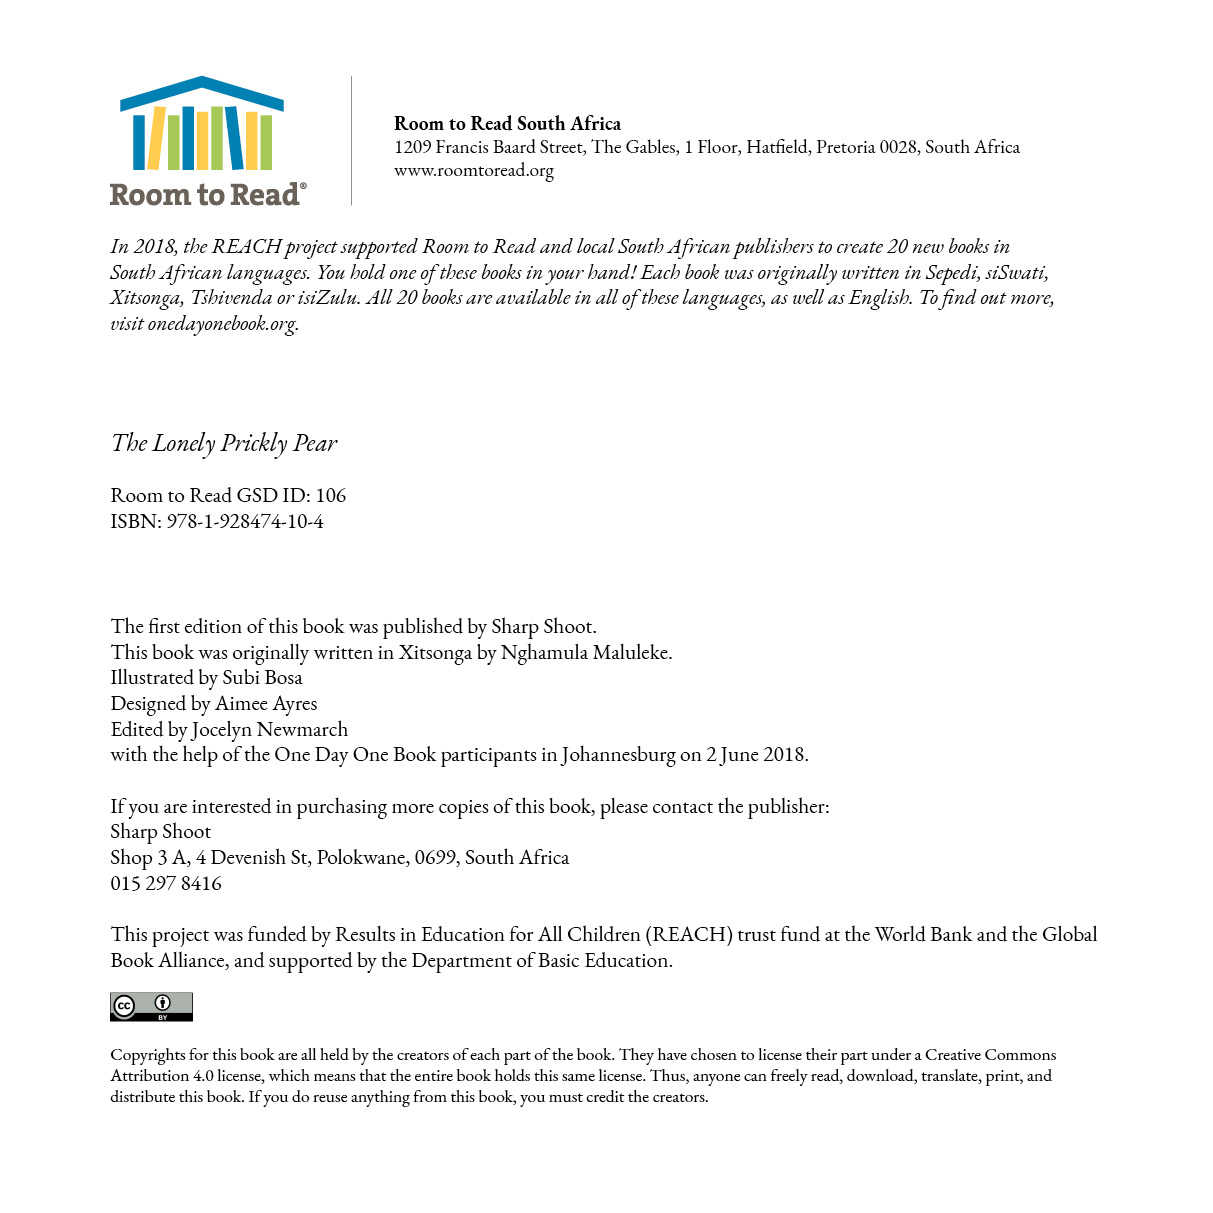 Room to Read®
Room to Read South Africa
1209 Francis Baard Street, The Gables, 1 Floor, Hatfield, Pretoria 0028, South Africa
www.roomtoread.org
In 2018, the REACH project supported Room to Read and local South African publishers to create 20 new books in
South African languages. You hold one of these books in your hand! Each book was originally written in Sepedi, siSwati,
Xitsonga, Tshivenda or isiZulu. All 20 books are available in all of these languages, as well as English. To find out more,
visit onedayonebook.org.
The Lonely Prickly Pear
Room to Read GSD ID: 106
ISBN: 978-1-928474-10-4
The first edition of this book was published by Sharp Shoot.
This book was originally written in Xitsonga by Nghamula Maluleke.
Illustrated by Subi Bosa
Designed by Aimee Ayres
Edited by Jocelyn Newmarch
with the help of the One Day One Book participants in Johannesburg on 2 June 2018.
If you are interested in purchasing more copies of this book, please contact the publisher:
Sharp Shoot
Shop 3 A, 4 Devenish St, Polokwane, 0699, South Africa
015 297 8416
This project was funded by Results in Education for All Children (REACH) trust fund at the World Bank and the Global
Book Alliance, and supported by the Department of Basic Education.
cc BY
Copyrights for this book are all held by the creators of each part of the book. They have chosen to license their part under a Creative Commons
Attribution 4.0 license, which means that the entire book holds this same license. Thus, anyone can freely read, download, translate, print, and
distribute this book. If you do reuse anything from this book, you must credit the creators.